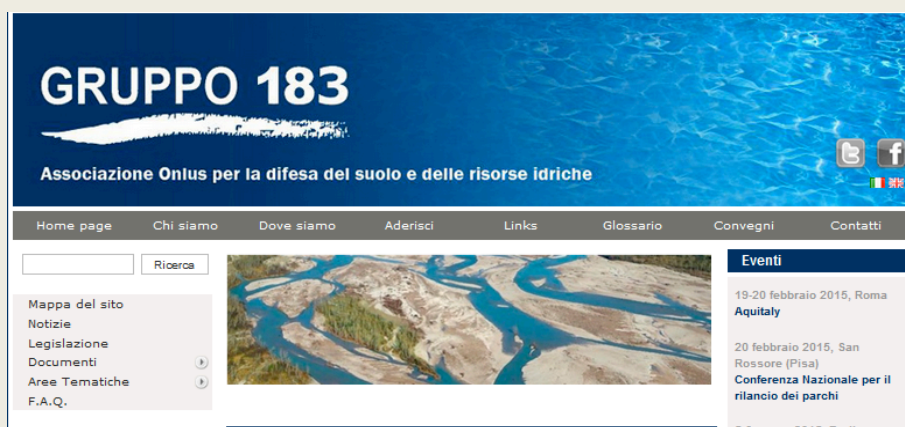 GRUPPO 183
Associazione Onlus per la difesa del suolo e delle risorse idriche
Home page Chi siamo Dove siamo Aderisci Links Glossario Convegni Contatti
Ricerca
Mappa del sito
Notizie
Legislazione
Documenti
Aree Tematiche
F.A.Q.
Eventi
19-20 febbraio 2015, Roma
Aquitaly
20 febbraio 2015, San
Rossore (Pisa)
Conferenza Nazionale per il
rilancio dei parchi